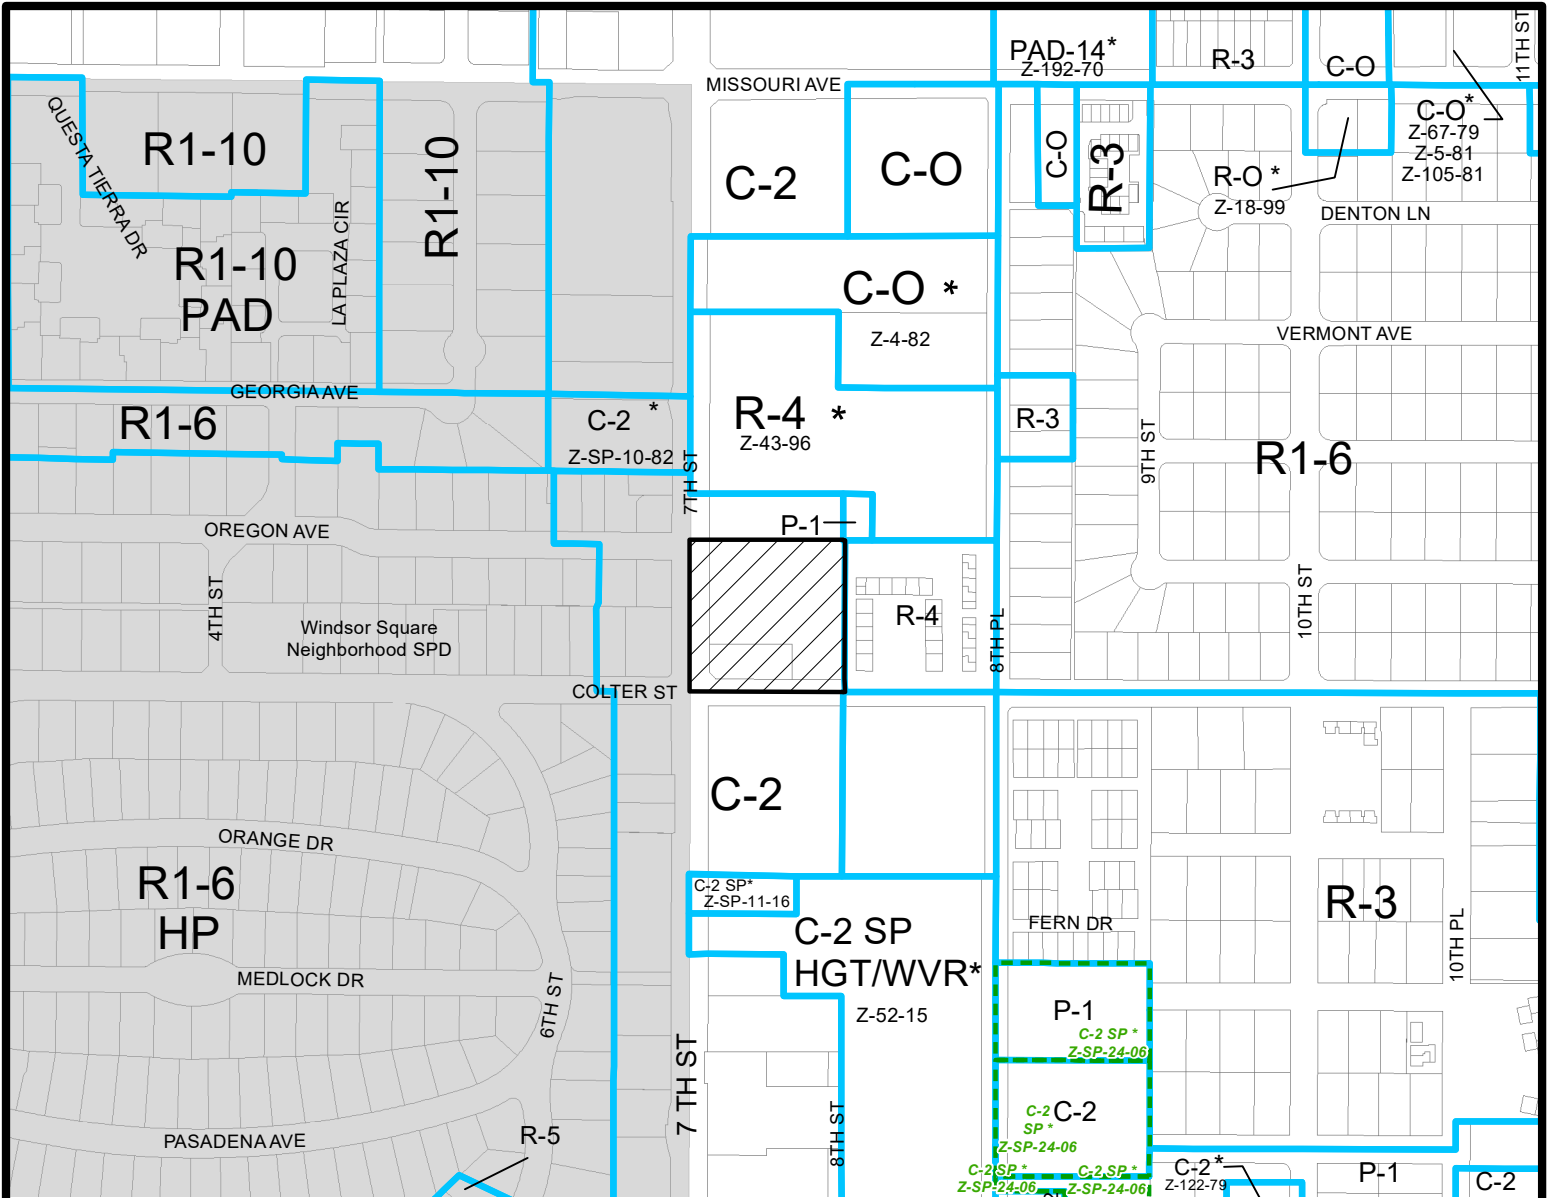 PAD-14*
Z-192-70
R-3
C-O
11TH ST
MISSOURI AVE
QUESTA TIERRA DR
R1-10
R1-10
C-2
C-O
C-O
R-3
C-O*
Z-67-79
Z-5-81
Z-105-81
R-O *
Z-18-99
DENTON LN
R1-10
PAD
LA PLAZA CIR
C-O *
Z-4-82
VERMONT AVE
GEORGIA AVE
R1-6
C-2 *
Z-SP-10-82
R-4 *
Z-43-96
R-3
9TH ST
R1-6
7TH ST
OREGON AVE
P-1
4TH ST
Windsor Square
Neighborhood SPD
R-4
8TH PL
10TH ST
COLTER ST
C-2
ORANGE DR
R1-6
HP
C-2 SP*
Z-SP-11-16
C-2 SP
HGT/WVR*
Z-52-15
FERN DR
R-3
10TH PL
MEDLOCK DR
6TH ST
P-1
C-2 SP *
Z-SP-24-06
7 TH ST
C-2
C-2
SP *
Z-SP-24-06
8TH ST
PASADENA AVE
R-5
C-2 SP *
Z-SP-24-06
C-2 SP *
Z-SP-24-06
C-2*
Z-122-79
P-1
C-2